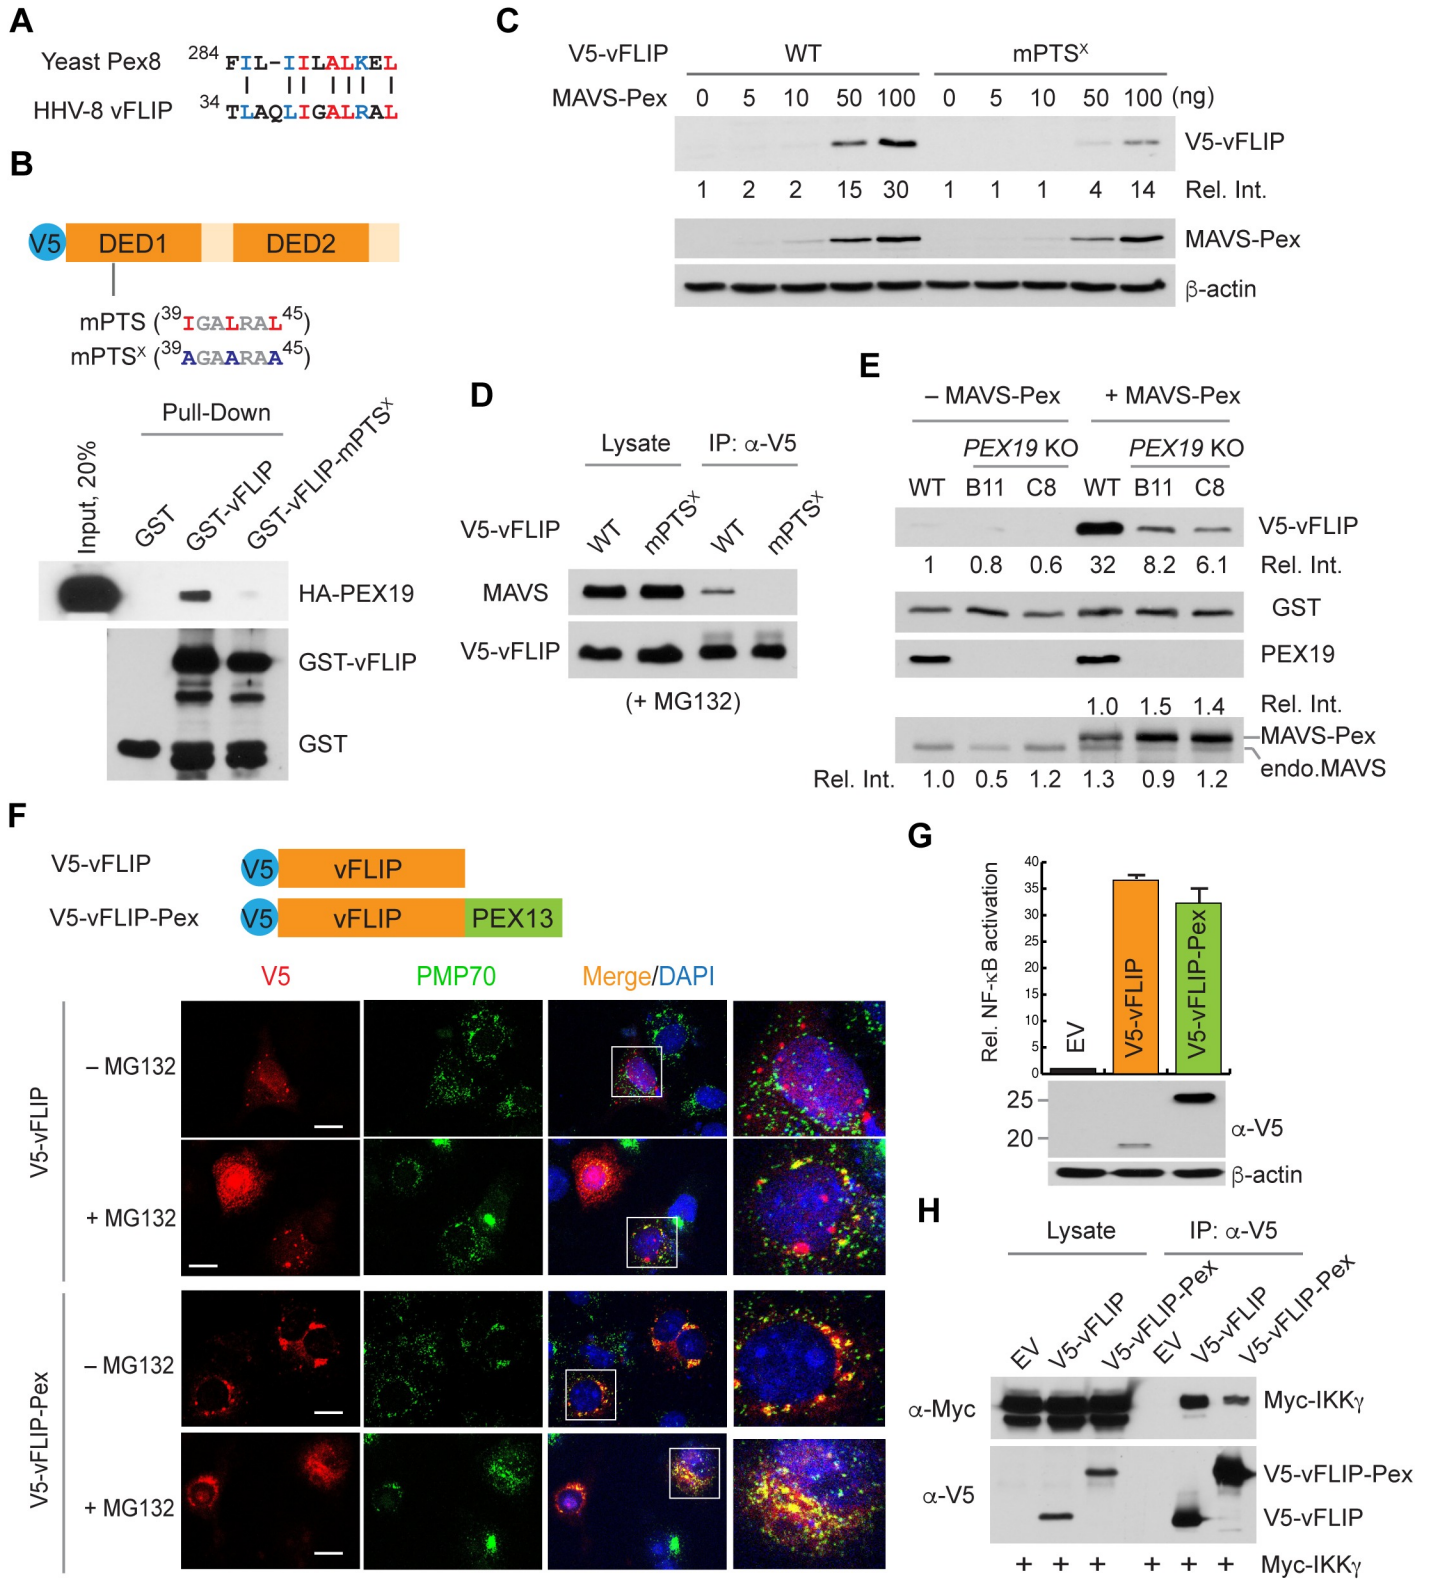 A
Yeast Pex8 284 FIL-IILALKEL
HHV-8 vFLIP 34 TLAQLIGALRAL
B
V5 DED1 DED2
mPTS (39IGALRAL45)
mPTSX (39AGAARAA45)
Pull-Down
Input, 20%
GST
GST-vFLIP
GST-vFLIP-mPTSX
HA-PEX19
GST-vFLIP
GST
C
V5-vFLIP WT mPTSX
MAVS-Pex 0 5 10 50 100 0 5 10 50 100 (ng)
V5-vFLIP
1 2 2 15 30 1 1 1 4 14 Rel. Int.
MAVS-Pex
β-actin
D
Lysate IP: α-V5
V5-vFLIP WT mPTSX WT mPTSX
MAVS
V5-vFLIP
(+ MG132)
E
– MAVS-Pex + MAVS-Pex
PEX19 KO PEX19 KO
WT B11 C8 WT B11 C8
V5-vFLIP
1 0.8 0.6 32 8.2 6.1 Rel. Int.
GST
PEX19
1.0 1.5 1.4 Rel. Int.
MAVS-Pex
endo.MAVS
Rel. Int. 1.0 0.5 1.2 1.3 0.9 1.2
F
V5-vFLIP V5 vFLIP
V5-vFLIP-Pex V5 vFLIP PEX13
V5 PMP70 Merge/DAPI
V5-vFLIP
– MG132
+ MG132
V5-vFLIP-Pex
– MG132
+ MG132
G
Rel. NF-κB activation
40
35
30
25
20
15
10
5
0
EV
V5-vFLIP
V5-vFLIP-Pex
25
20
α-V5
β-actin
H
Lysate IP: α-V5
EV V5-vFLIP V5-vFLIP-Pex EV V5-vFLIP V5-vFLIP-Pex
α-Myc Myc-IKKγ
α-V5 V5-vFLIP-Pex
V5-vFLIP
+ + + + + + Myc-IKKγ